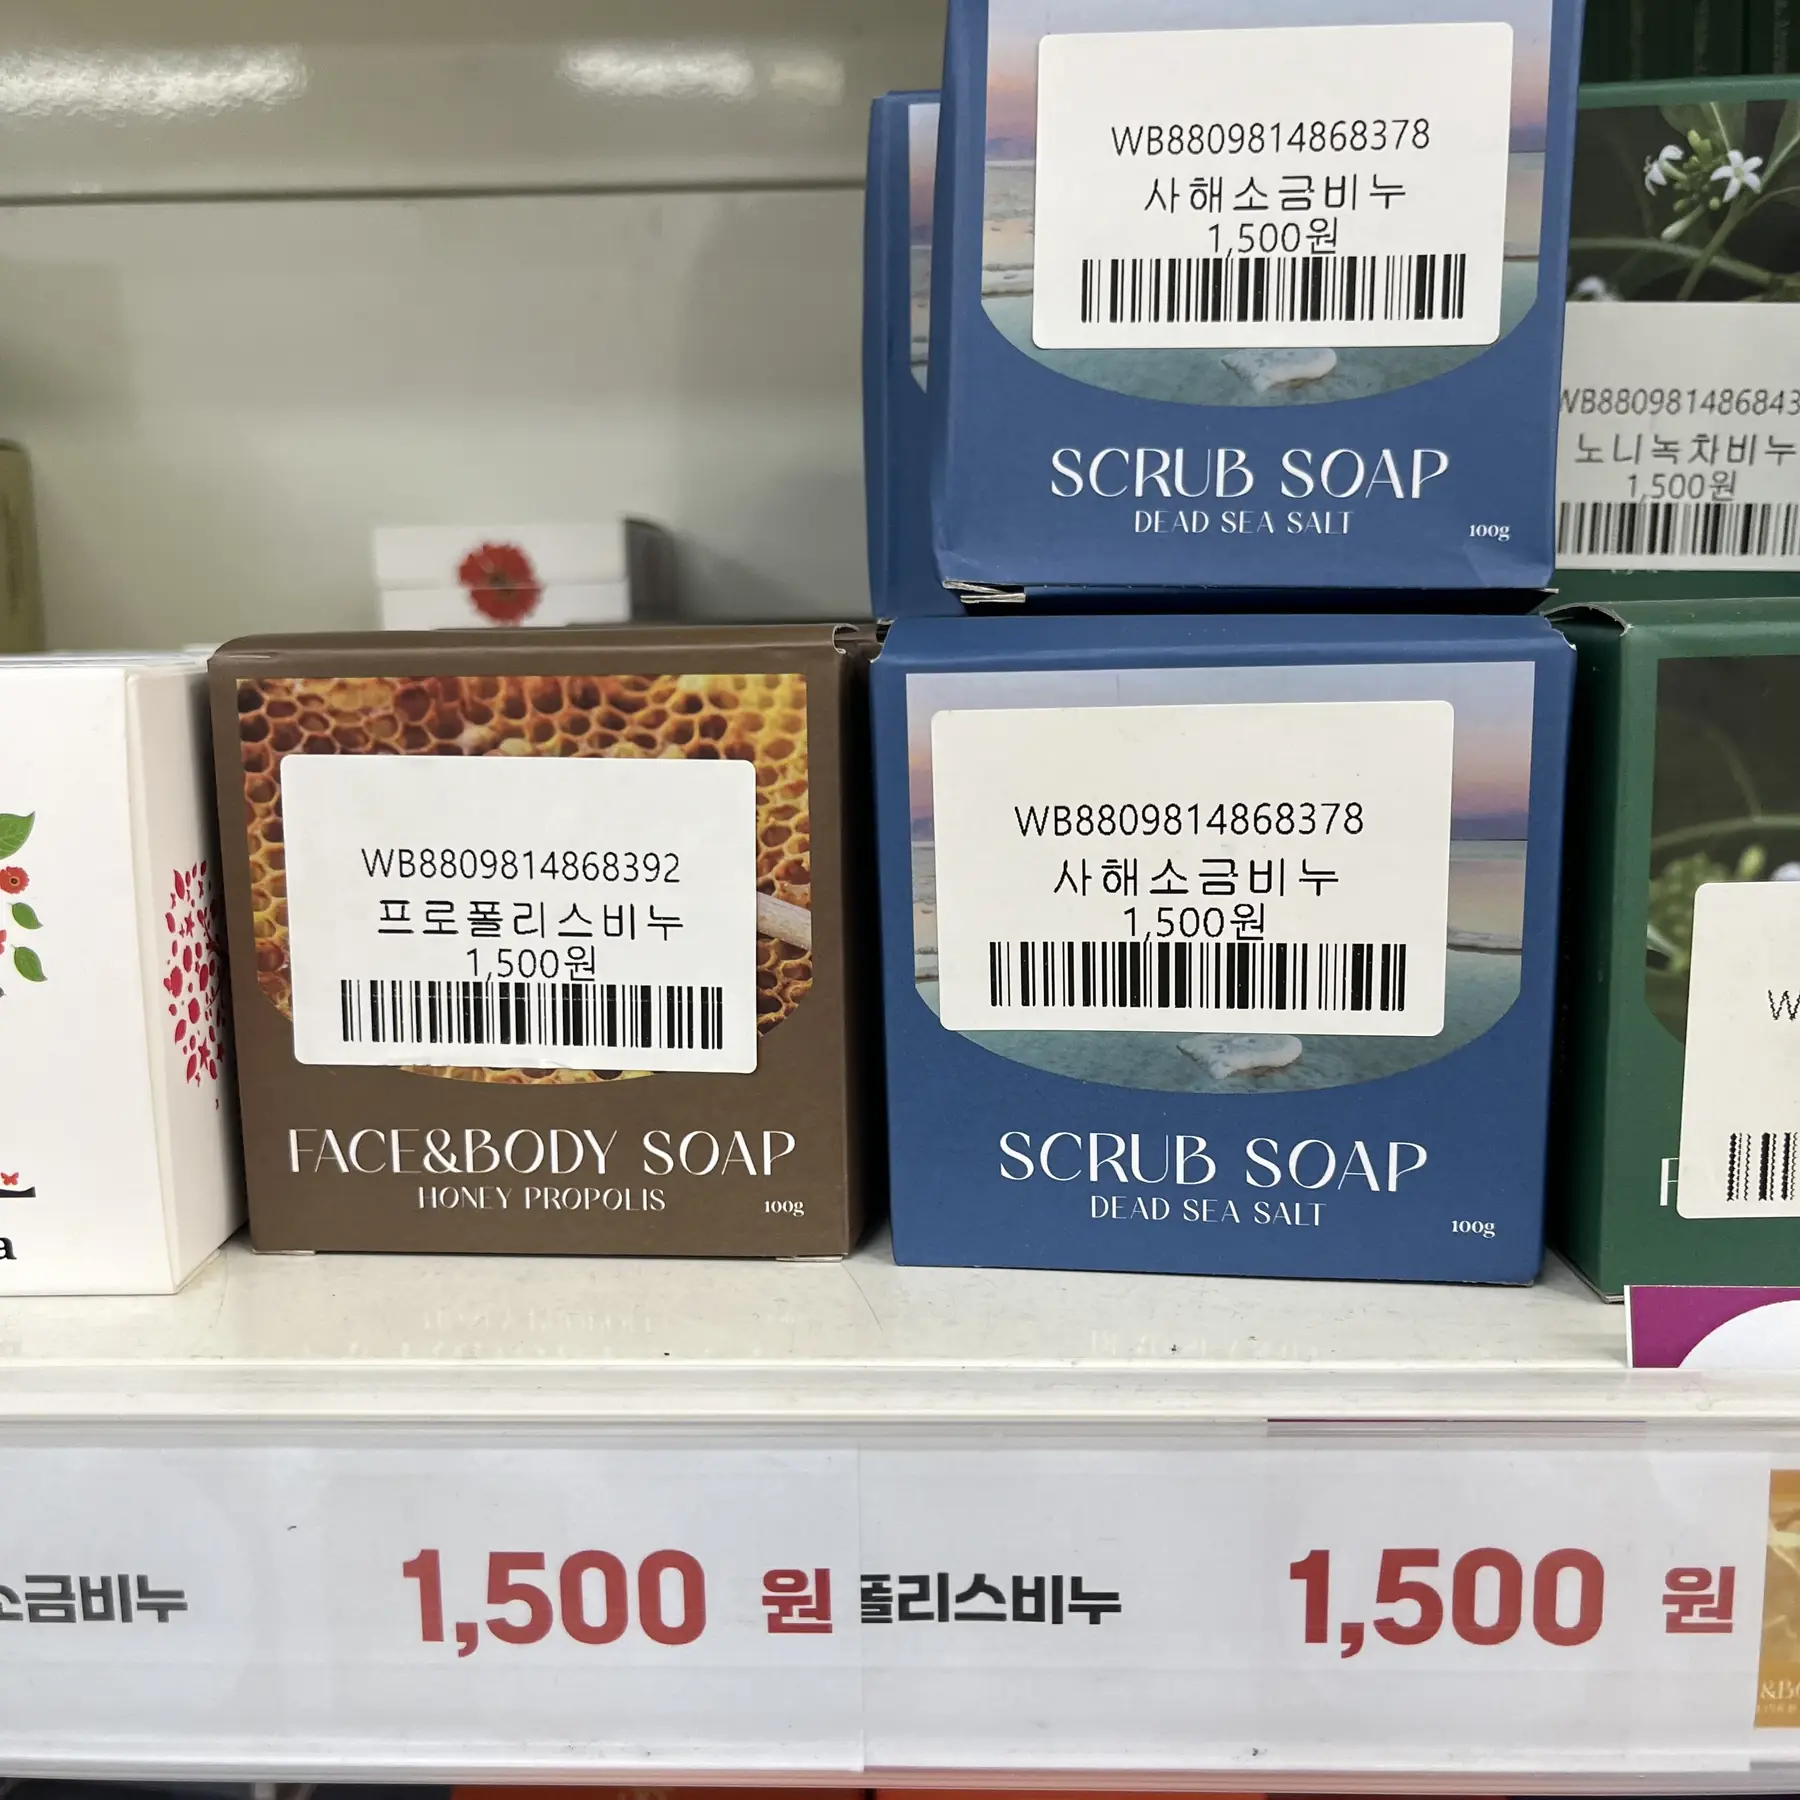 WB8809814868378
사해소금비누
1,500원
SCRUB SOAP
DEAD SEA SALT
100g
노니녹차비누
1,500원
WB8809814868392
프로폴리스비누
1,500원
FACE&BODY SOAP
HONEY PROPOLIS
100g
WB8809814868378
사해소금비누
1,500원
SCRUB SOAP
DEAD SEA SALT
100g
a
소금비누
1,500 원
폴리스비누
1,500 원